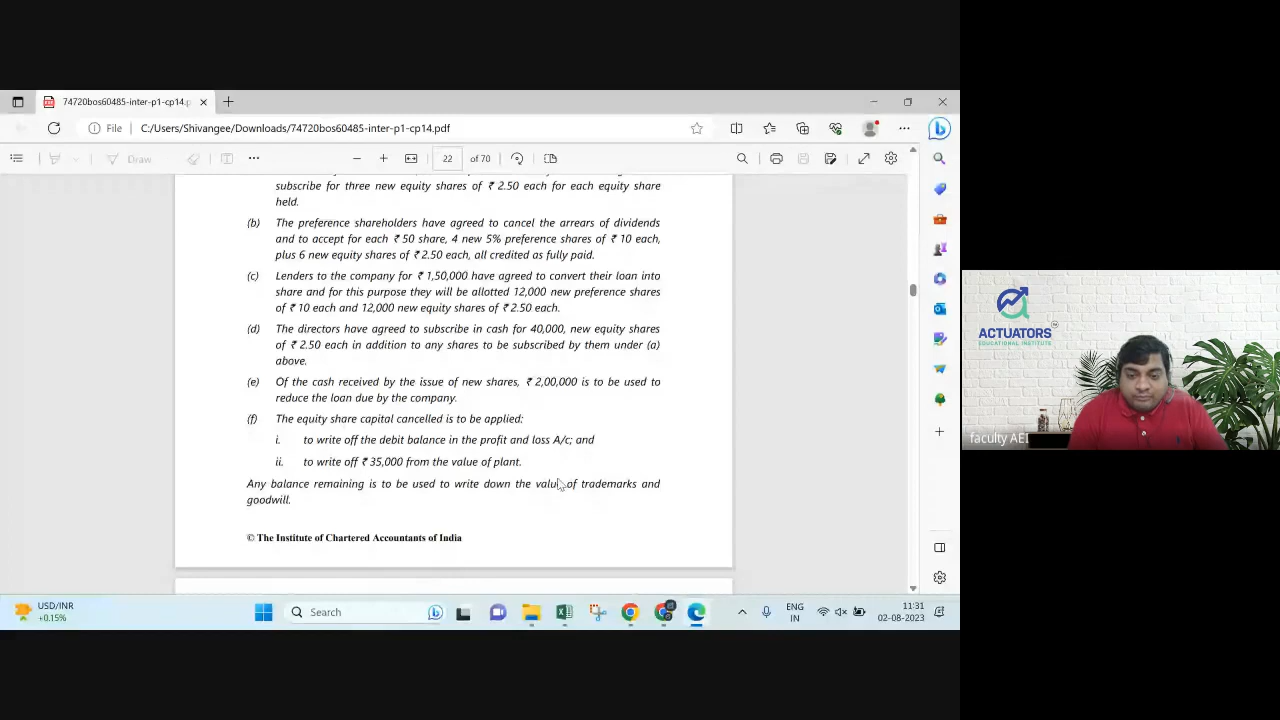 74720bos60485-inter-p1-cp14.p
File
C:/Users/Shivangee/Downloads/74720bos60485-inter-p1-cp14.pdf
Draw
22 of 70
subscribe for three new equity shares of ₹ 2.50 each for each equity share
held.
(b) The preference shareholders have agreed to cancel the arrears of dividends
and to accept for each ₹ 50 share, 4 new 5% preference shares of ₹ 10 each,
plus 6 new equity shares of ₹ 2.50 each, all credited as fully paid.
(c) Lenders to the company for ₹ 1,50,000 have agreed to convert their loan into
share and for this purpose they will be allotted 12,000 new preference shares
of ₹ 10 each and 12,000 new equity shares of ₹ 2.50 each.
(d) The directors have agreed to subscribe in cash for 40,000, new equity shares
of ₹ 2.50 each in addition to any shares to be subscribed by them under (a)
above.
(e) Of the cash received by the issue of new shares, ₹ 2,00,000 is to be used to
reduce the loan due by the company.
(f) The equity share capital cancelled is to be applied:
i. to write off the debit balance in the profit and loss A/c; and
ii. to write off ₹ 35,000 from the value of plant.
Any balance remaining is to be used to write down the value of trademarks and
goodwill.
© The Institute of Chartered Accountants of India
ACTUATORS
EDUCATIONAL INSTITUTE
faculty AEI
USD/INR
+0.15%
Search
ENG
IN
11:31
02-08-2023